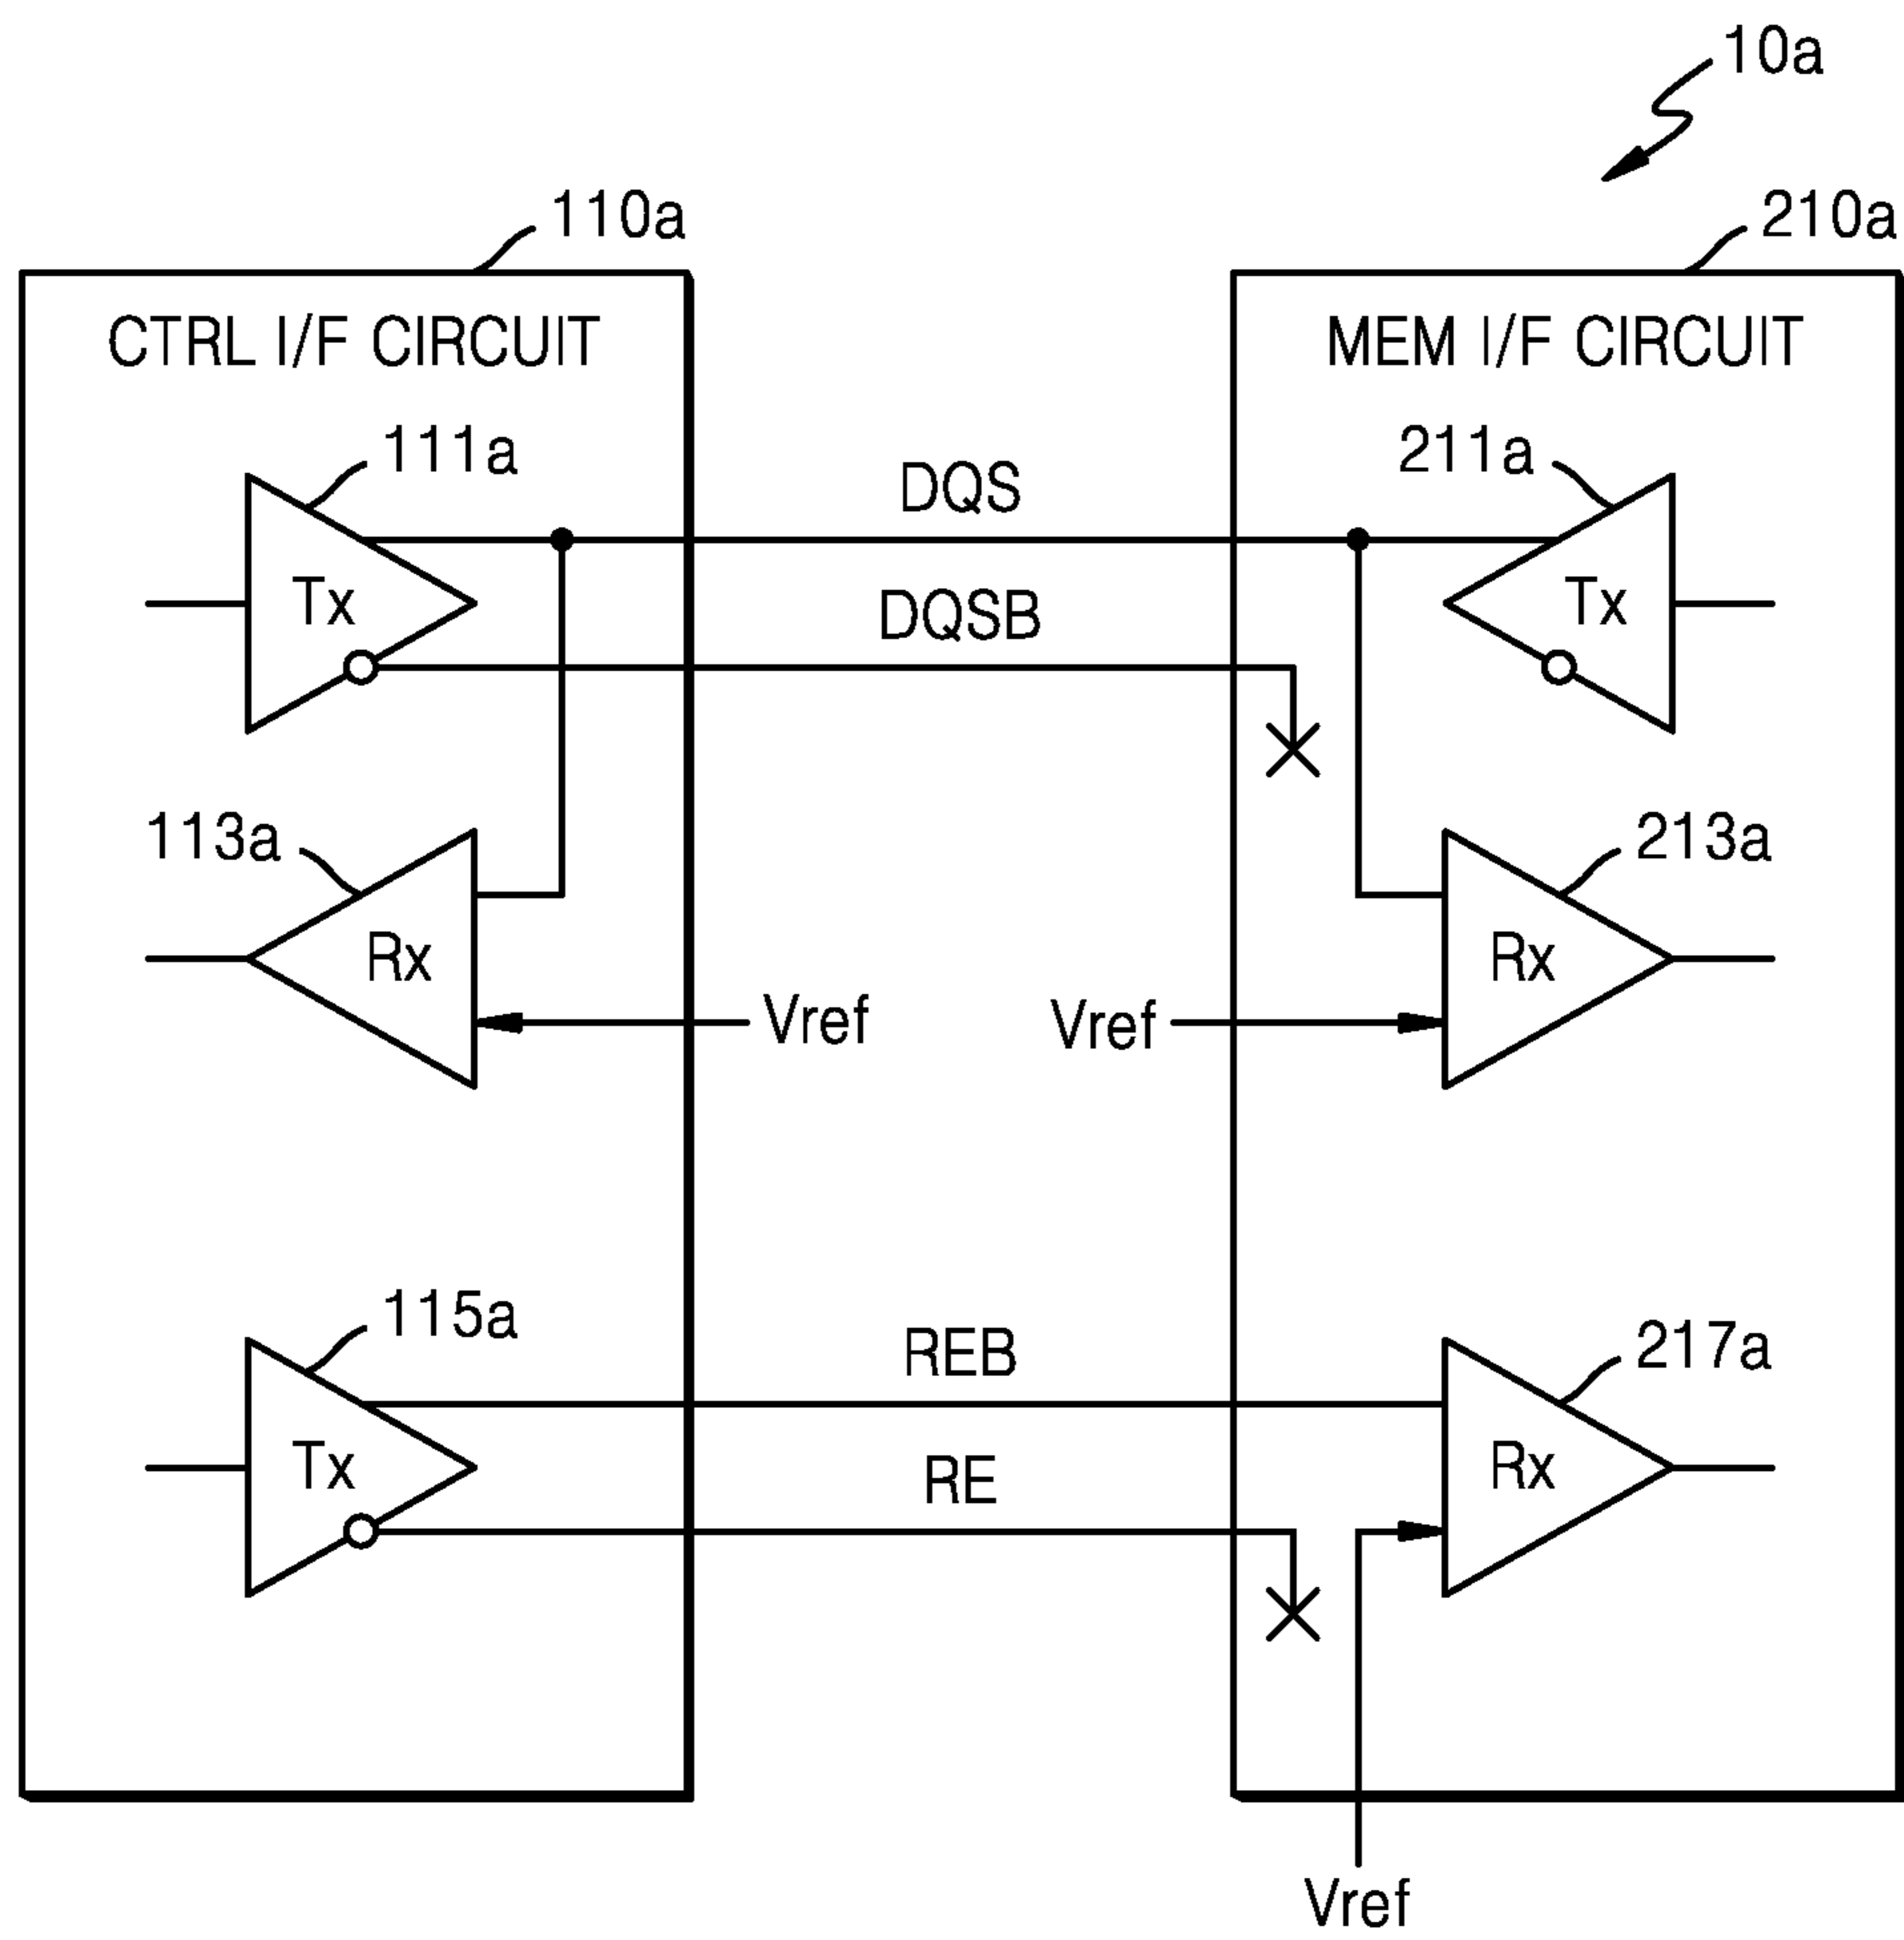 10a
110a
210a
CTRL I/F CIRCUIT
MEM I/F CIRCUIT
111a
DQS
211a
Tx
DQSB
Tx
113a
213a
Rx
Rx
Vref
Vref
115a
REB
217a
Tx
RE
Rx
Vref